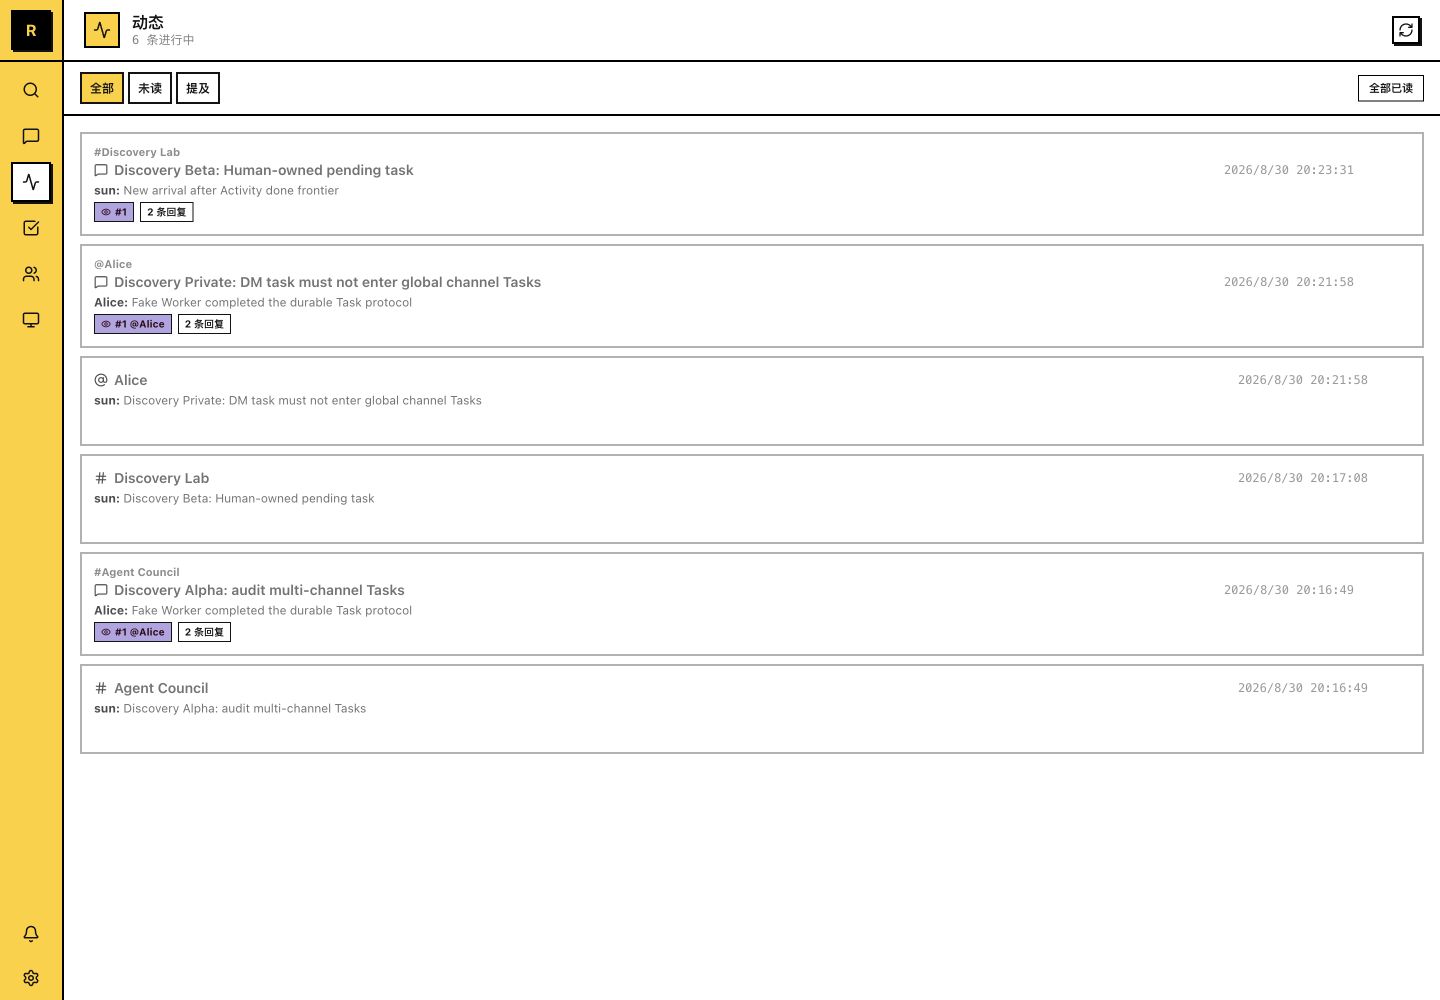 R
动态
6 条进行中
全部
未读
提及
全部已读
#Discovery Lab
Discovery Beta: Human-owned pending task
2026/8/30 20:23:31
sun: New arrival after Activity done frontier
#1
2 条回复
@Alice
Discovery Private: DM task must not enter global channel Tasks
2026/8/30 20:21:58
Alice: Fake Worker completed the durable Task protocol
#1 @Alice
2 条回复
Alice
2026/8/30 20:21:58
sun: Discovery Private: DM task must not enter global channel Tasks
# Discovery Lab
2026/8/30 20:17:08
sun: Discovery Beta: Human-owned pending task
#Agent Council
Discovery Alpha: audit multi-channel Tasks
2026/8/30 20:16:49
Alice: Fake Worker completed the durable Task protocol
#1 @Alice
2 条回复
# Agent Council
2026/8/30 20:16:49
sun: Discovery Alpha: audit multi-channel Tasks